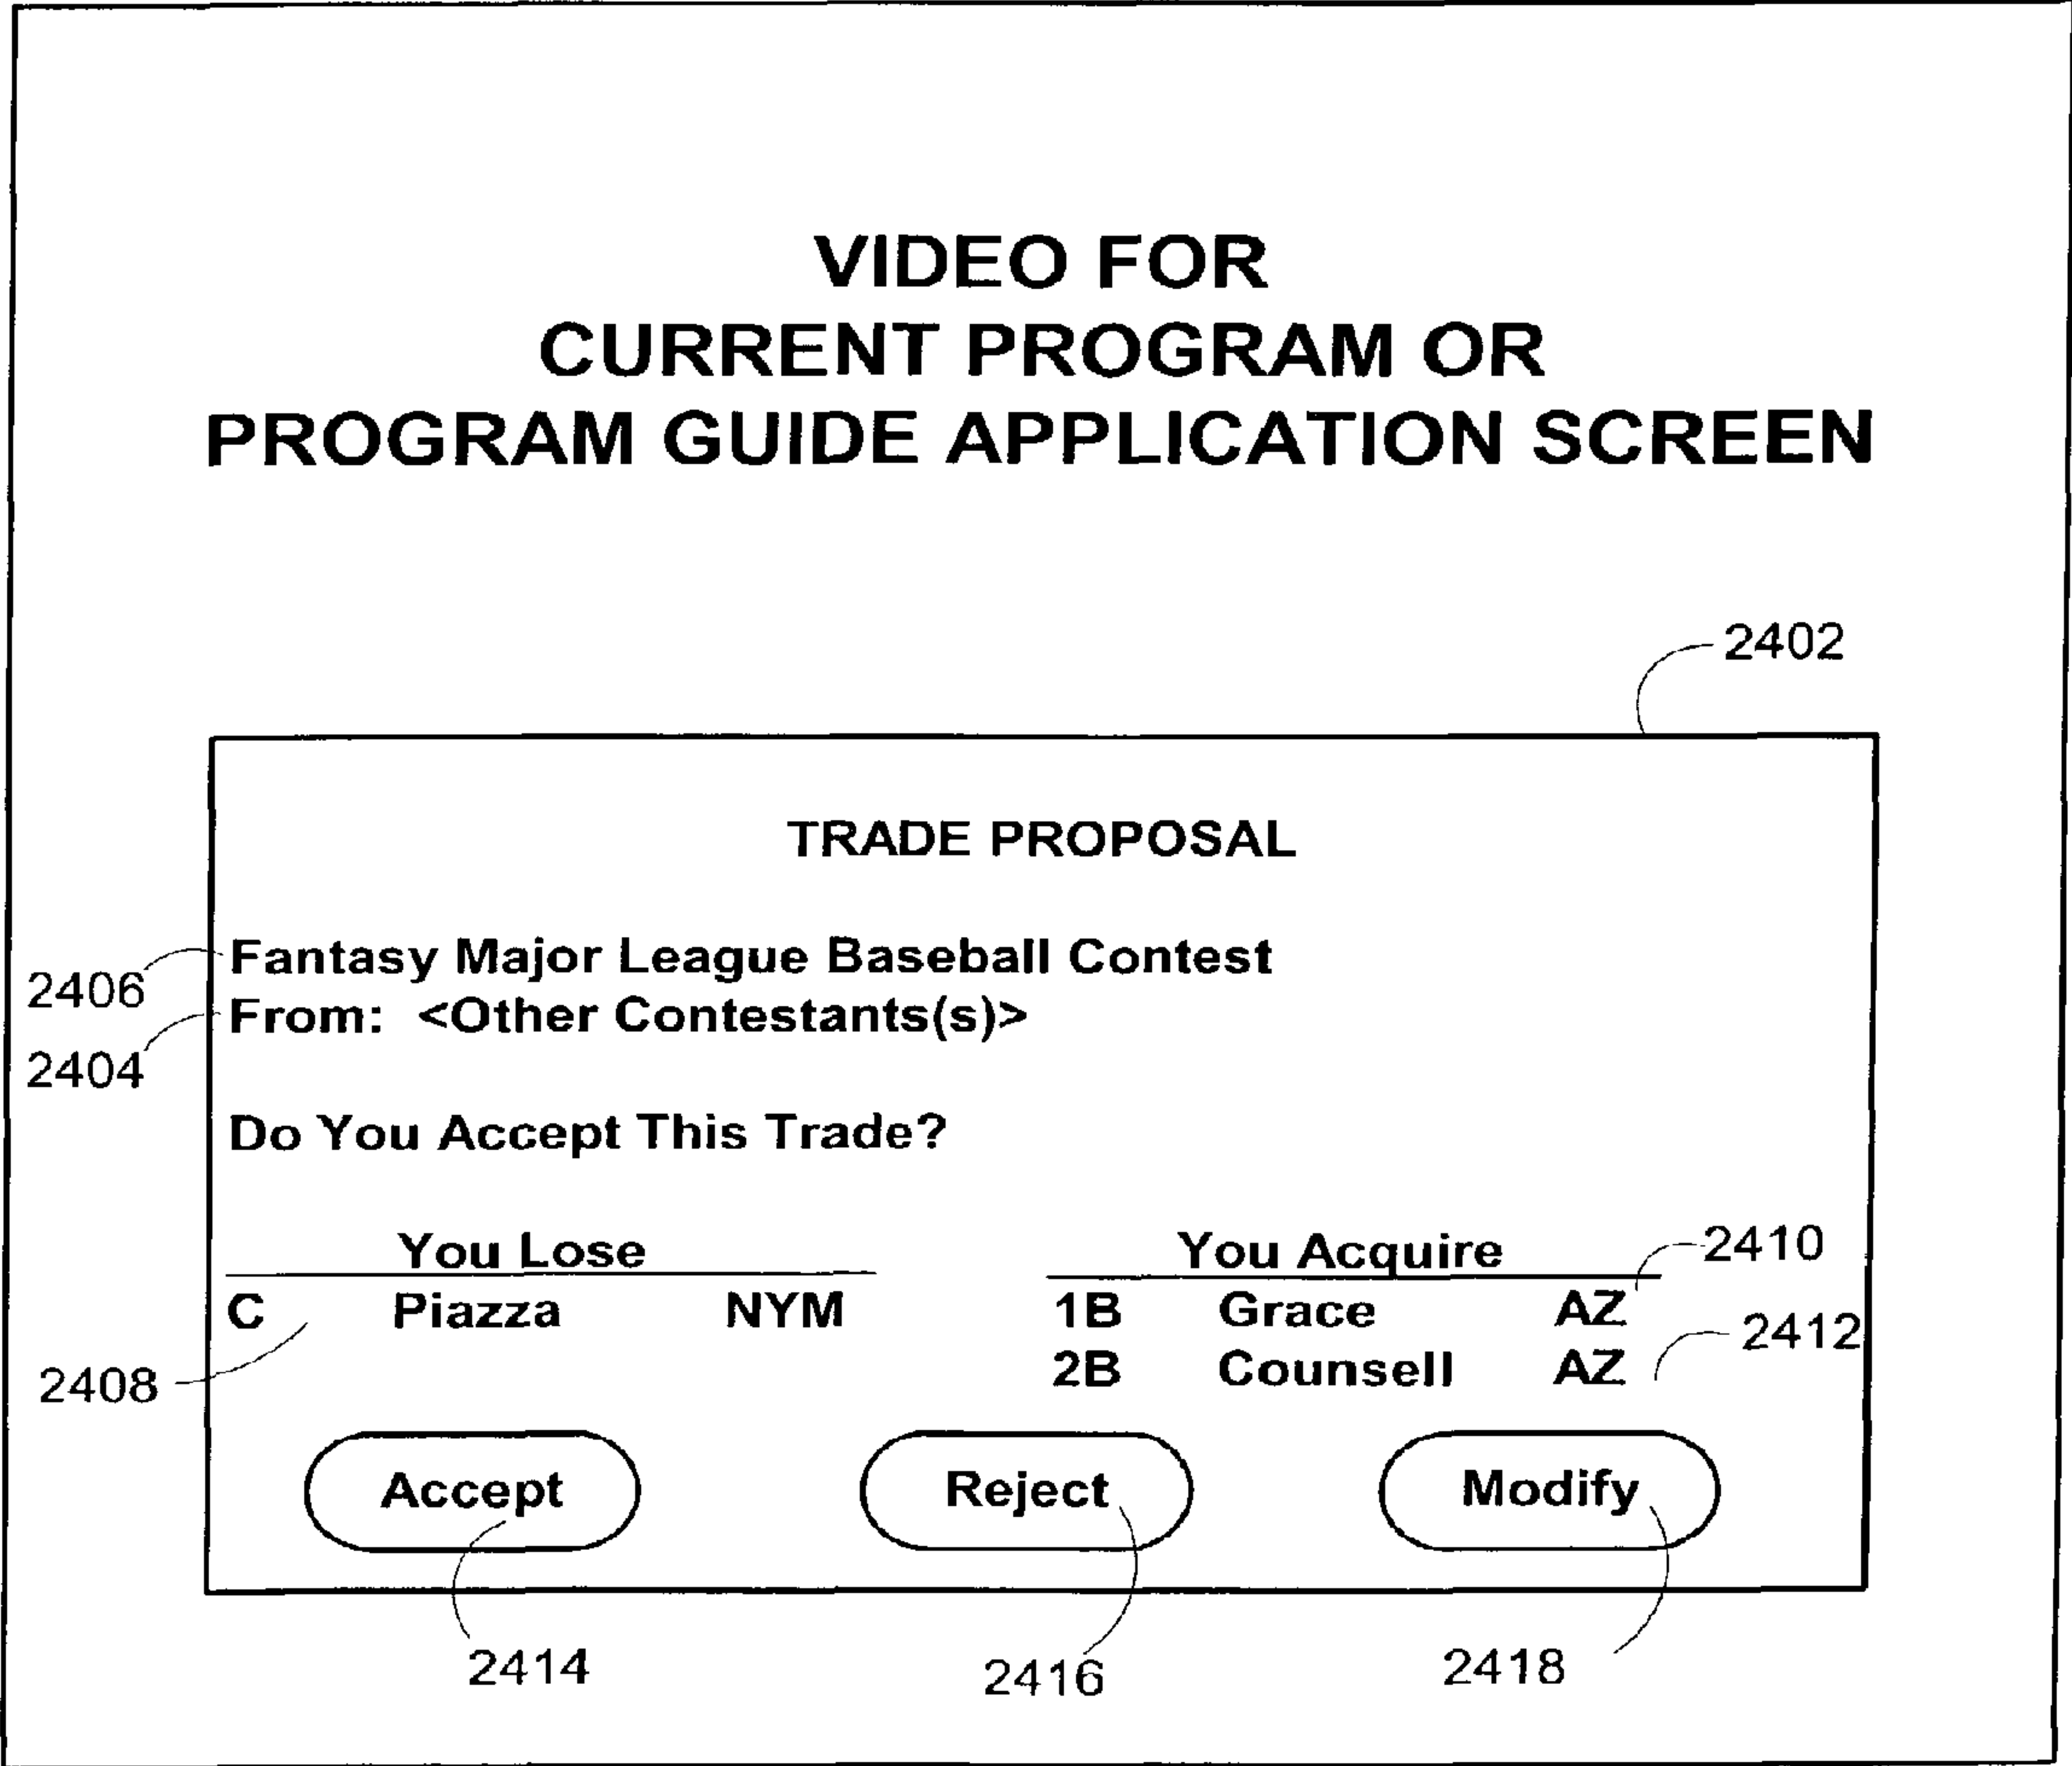 VIDEO FOR
CURRENT PROGRAM OR
PROGRAM GUIDE APPLICATION SCREEN
2402
TRADE PROPOSAL
2406 Fantasy Major League Baseball Contest
2404 From: <Other Contestants(s)>
Do You Accept This Trade?
You Lose You Acquire 2410
C Piazza NYM 1B Grace AZ 2412
2408 2B Counsell AZ
Accept Reject Modify
2414 2416 2418